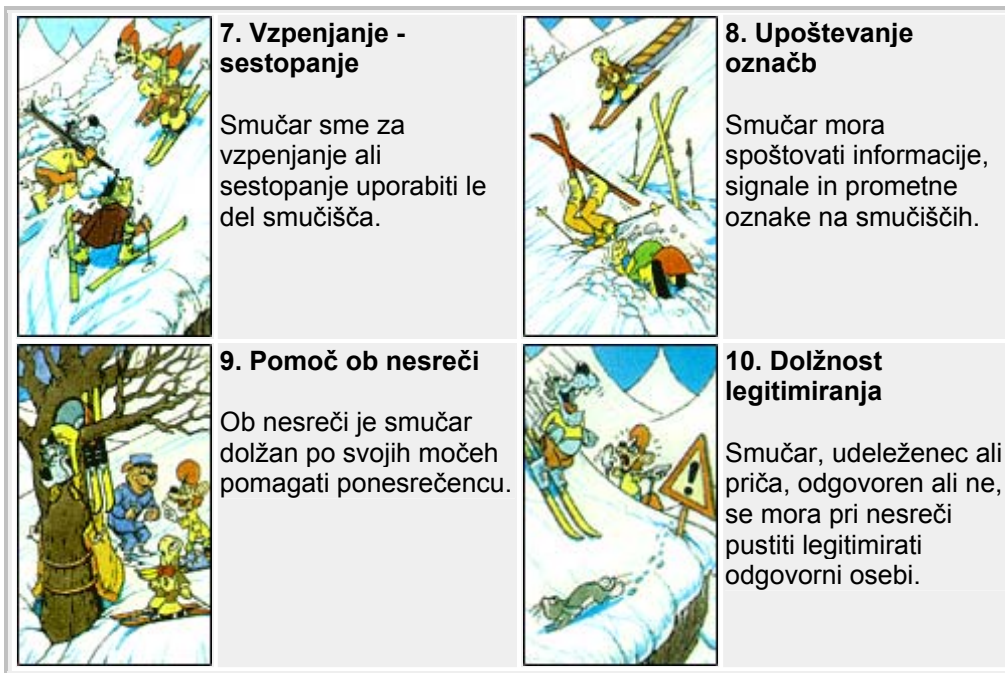 7. Vzpenjanje -
sestopanje
Smučar sme za
vzpenjanje ali
sestopanje uporabiti le
del smučišča.
8. Upoštevanje
označb
Smučar mora
spoštovati informacije,
signale in prometne
oznake na smučiščih.
9. Pomoč ob nesreči
Ob nesreči je smučar
dolžan po svojih močeh
pomagati ponesrečencu.
10. Dolžnost
legitimiranja
Smučar, udeleženec ali
priča, odgovoren ali ne,
se mora pri nesreči
pustiti legitimirati
odgovorni osebi.